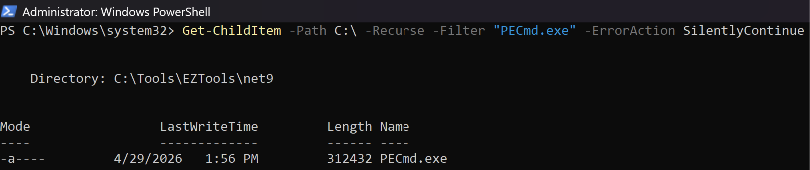 Administrator: Windows PowerShell
PS C:\Windows\system32> Get-ChildItem -Path C:\ -Recurse -Filter "PECmd.exe" -ErrorAction SilentlyContinue
Directory: C:\Tools\EZTools\net9
Mode                 LastWriteTime         Length Name
----                 -------------         ------ ----
-a----         4/29/2026   1:56 PM         312432 PECmd.exe